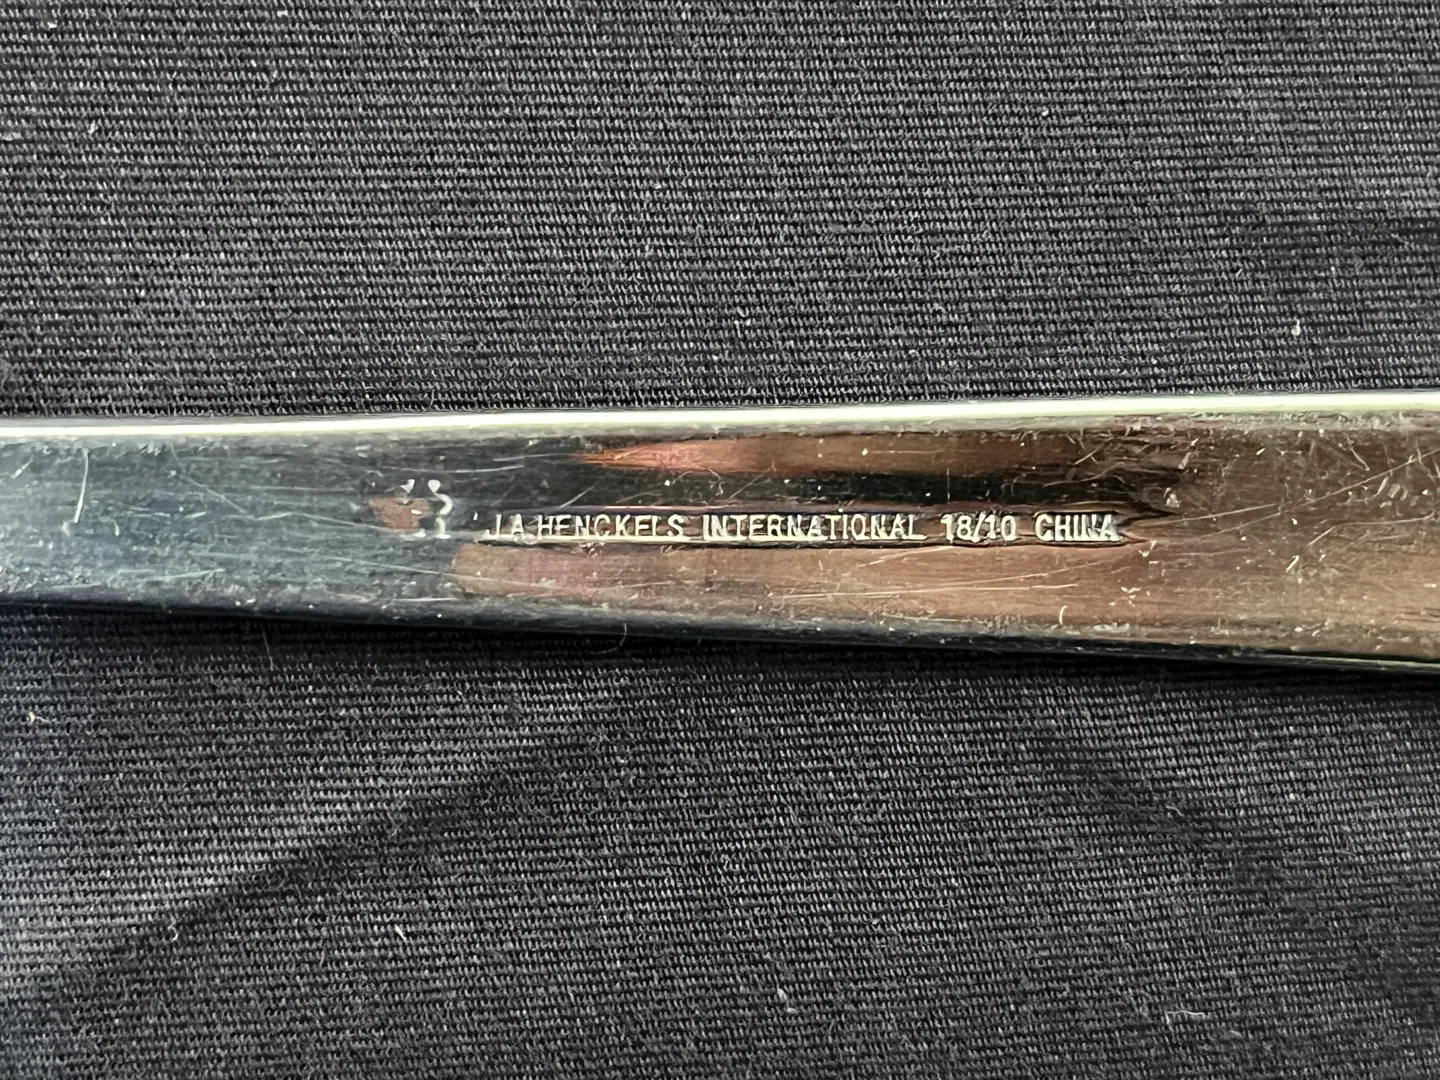 J.A. HENCKELS INTERNATIONAL 18/10 CHINA